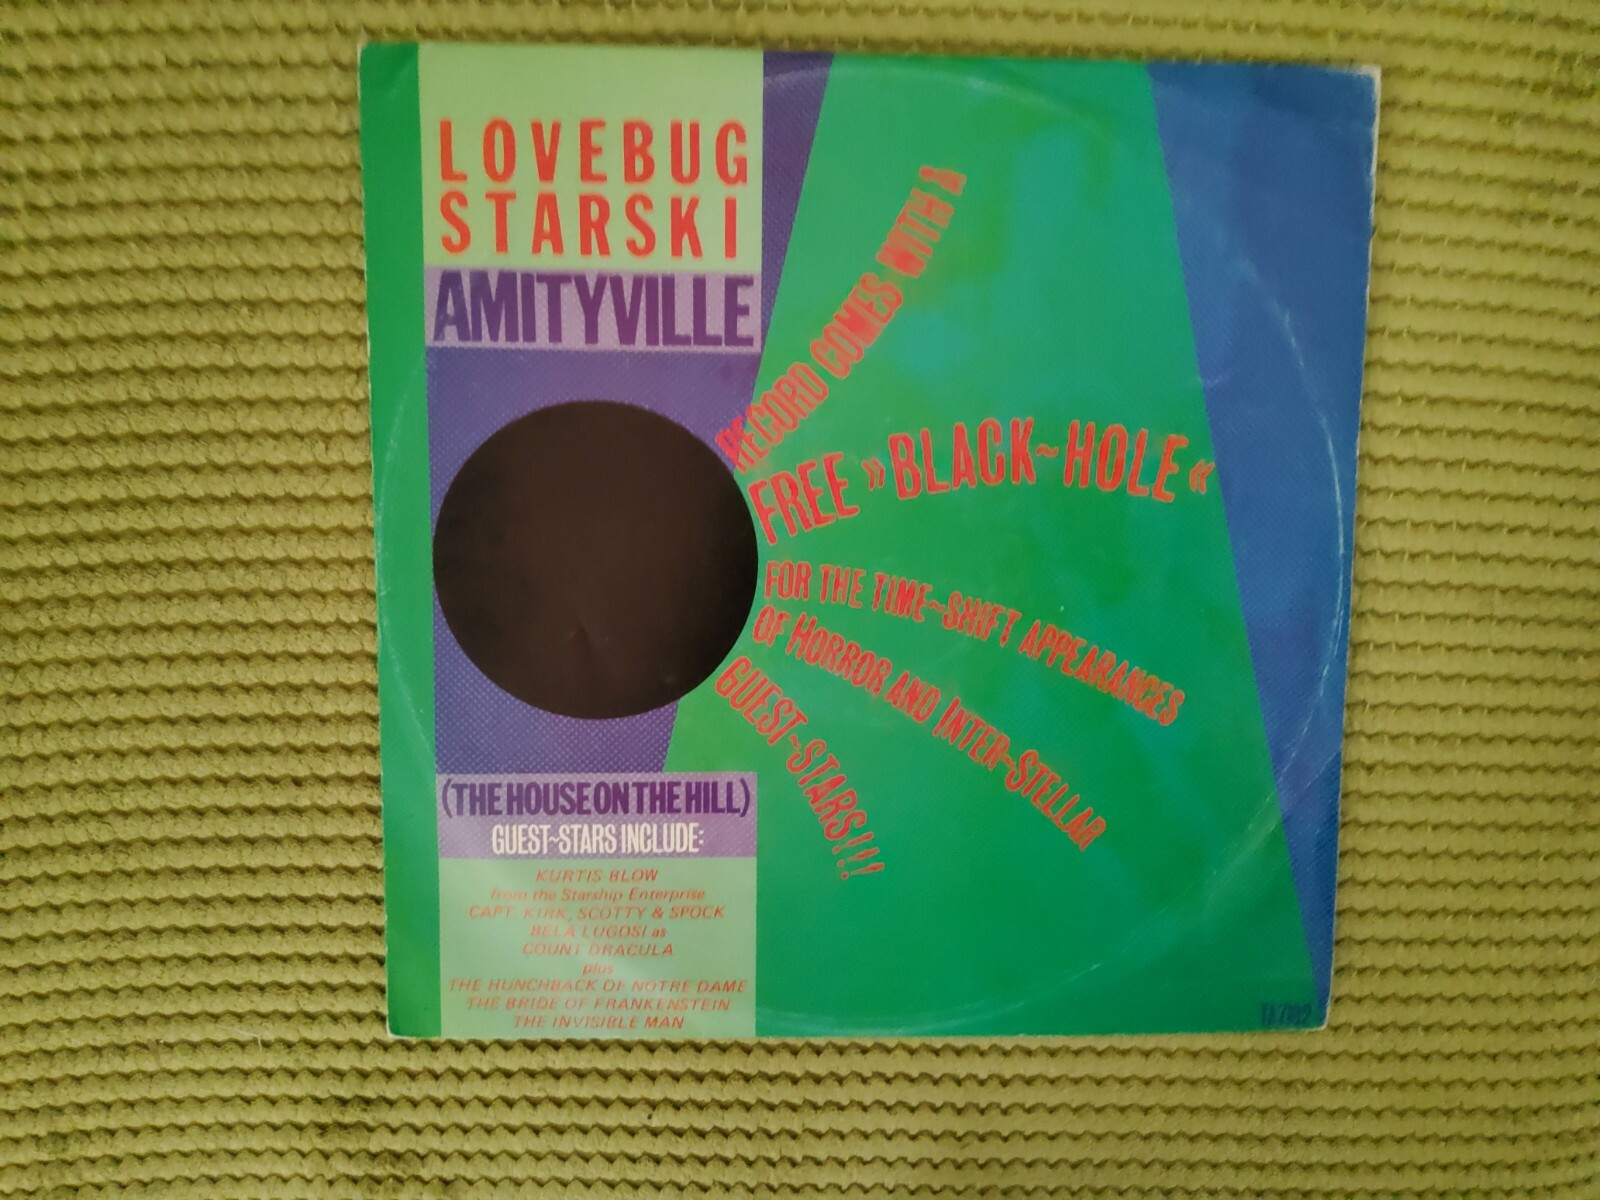 LOVEBUG
STARSKI
AMITYVILLE
RECORD COMES WITH A
FREE »BLACK~HOLE«
FOR THE TIME~SHIFT APPEARANCES
OF HORROR AND INTER~STELLAR
GUEST~STARS!!!
(THE HOUSE ON THE HILL)
GUEST~STARS INCLUDE:
KURTIS BLOW
from the Starship Enterprise
CAPT. KIRK, SCOTTY & SPOCK
BELA LUGOSI as
COUNT DRACULA
plus
THE HUNCHBACK OF NOTRE DAME
THE BRIDE OF FRANKENSTEIN
THE INVISIBLE MAN